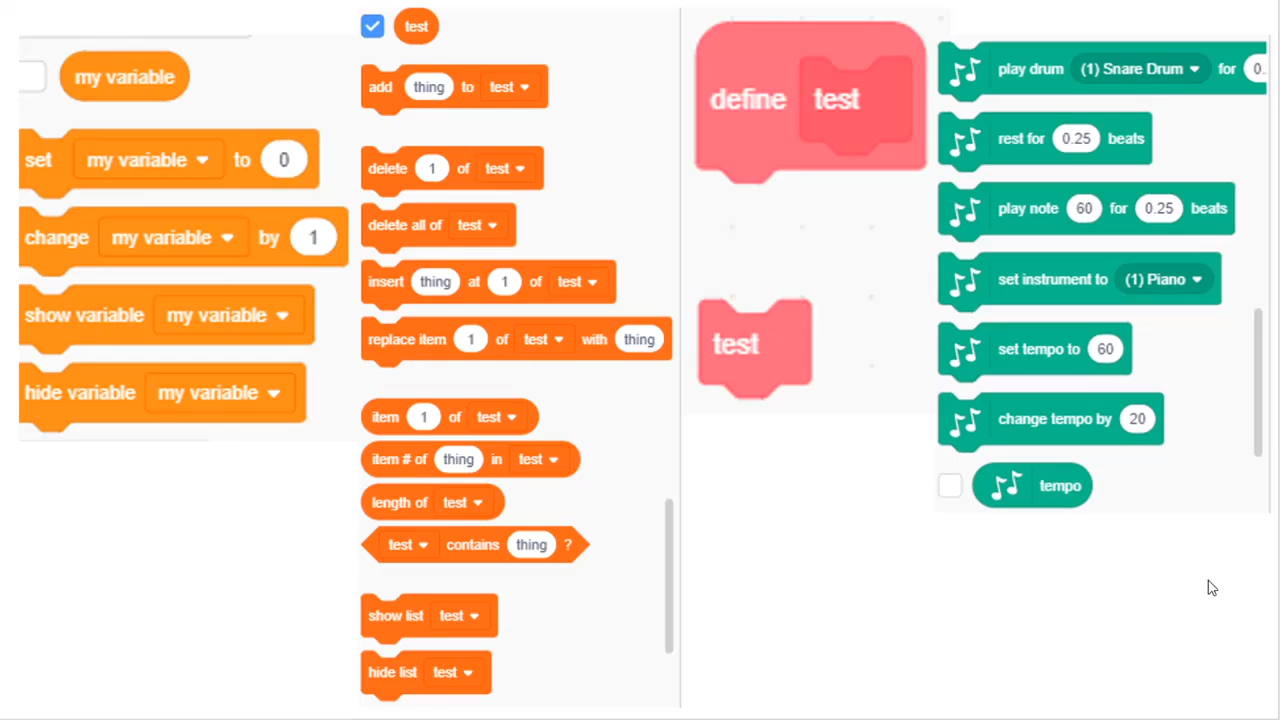 my variable
set my variable to 0
change my variable by 1
show variable my variable
hide variable my variable
test
add thing to test
delete 1 of test
delete all of test
insert thing at 1 of test
replace item 1 of test with thing
item 1 of test
item # of thing in test
length of test
test contains thing ?
show list test
hide list test
define test
test
play drum (1) Snare Drum for 0.
rest for 0.25 beats
play note 60 for 0.25 beats
set instrument to (1) Piano
set tempo to 60
change tempo by 20
tempo